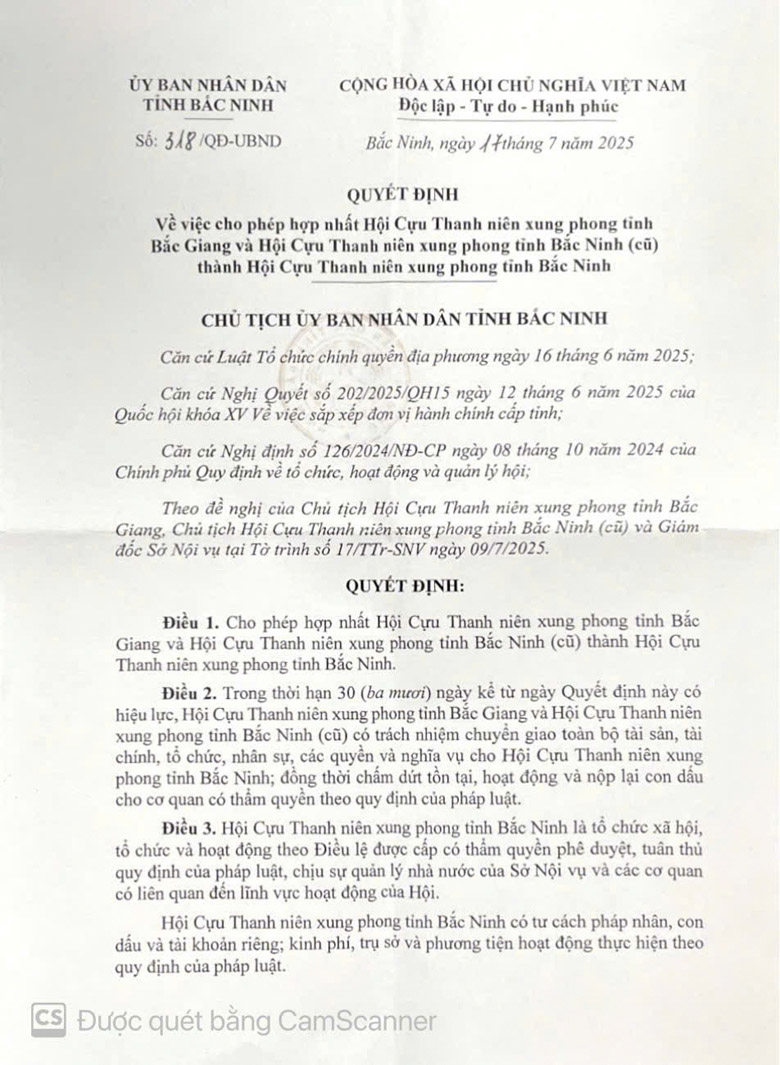 ỦY BAN NHÂN DÂN
TỈNH BẮC NINH
Số: 318/QĐ-UBND
CỘNG HÒA XÃ HỘI CHỦ NGHĨA VIỆT NAM
Độc lập - Tự do - Hạnh phúc
Bắc Ninh, ngày 17 tháng 7 năm 2025
QUYẾT ĐỊNH
Về việc cho phép hợp nhất Hội Cựu Thanh niên xung phong tỉnh
Bắc Giang và Hội Cựu Thanh niên xung phong tỉnh Bắc Ninh (cũ)
thành Hội Cựu Thanh niên xung phong tỉnh Bắc Ninh
CHỦ TỊCH ỦY BAN NHÂN DÂN TỈNH BẮC NINH
Căn cứ Luật Tổ chức chính quyền địa phương ngày 16 tháng 6 năm 2025;
Căn cứ Nghị Quyết số 202/2025/QH15 ngày 12 tháng 6 năm 2025 của
Quốc hội khóa XV Về việc sắp xếp đơn vị hành chính cấp tỉnh;
Căn cứ Nghị định số 126/2024/NĐ-CP ngày 08 tháng 10 năm 2024 của
Chính phủ Quy định về tổ chức, hoạt động và quản lý hội;
Theo đề nghị của Chủ tịch Hội Cựu Thanh niên xung phong tỉnh Bắc
Giang, Chủ tịch Hội Cựu Thanh niên xung phong tỉnh Bắc Ninh (cũ) và Giám
đốc Sở Nội vụ tại Tờ trình số 17/TTr-SNV ngày 09/7/2025.
QUYẾT ĐỊNH:
Điều 1. Cho phép hợp nhất Hội Cựu Thanh niên xung phong tỉnh Bắc
Giang và Hội Cựu Thanh niên xung phong tỉnh Bắc Ninh (cũ) thành Hội Cựu
Thanh niên xung phong tỉnh Bắc Ninh.
Điều 2. Trong thời hạn 30 (ba mươi) ngày kể từ ngày Quyết định này có
hiệu lực, Hội Cựu Thanh niên xung phong tỉnh Bắc Giang và Hội Cựu Thanh niên
xung phong tỉnh Bắc Ninh (cũ) có trách nhiệm chuyển giao toàn bộ tài sản, tài
chính, tổ chức, nhân sự, các quyền và nghĩa vụ cho Hội Cựu Thanh niên xung
phong tỉnh Bắc Ninh; đồng thời chấm dứt tồn tại, hoạt động và nộp lại con dấu
cho cơ quan có thẩm quyền theo quy định của pháp luật.
Điều 3. Hội Cựu Thanh niên xung phong tỉnh Bắc Ninh là tổ chức xã hội,
tổ chức và hoạt động theo Điều lệ được cấp có thẩm quyền phê duyệt, tuân thủ
quy định của pháp luật, chịu sự quản lý nhà nước của Sở Nội vụ và các cơ quan
có liên quan đến lĩnh vực hoạt động của Hội.
Hội Cựu Thanh niên xung phong tỉnh Bắc Ninh có tư cách pháp nhân, con
dấu và tài khoản riêng; kinh phí, trụ sở và phương tiện hoạt động thực hiện theo
quy định của pháp luật.
CS Được quét bằng CamScanner